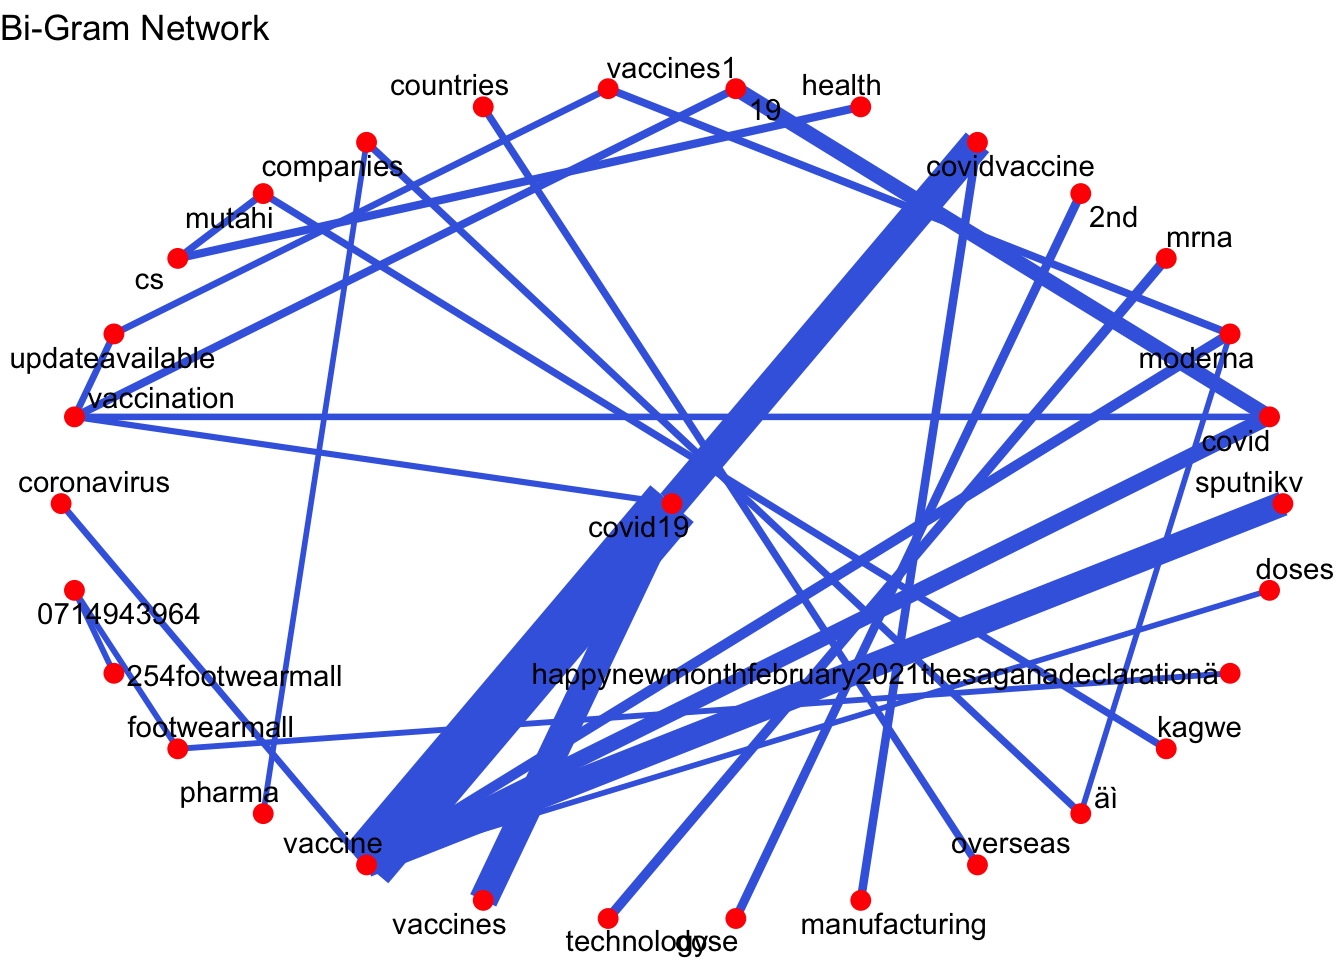 Bi-Gram Network
vaccines1
countries
health
19
companies
covidvaccine
mutahi
2nd
mrna
cs
updateavailable
moderna
vaccination
covid
coronavirus
sputnikv
covid19
doses
0714943964
254footwearmall
happynewmonthfebruary2021thesaganadeclarationä
footwearmall
kagwe
pharma
äì
vaccine
overseas
vaccines
manufacturing
technology
dose